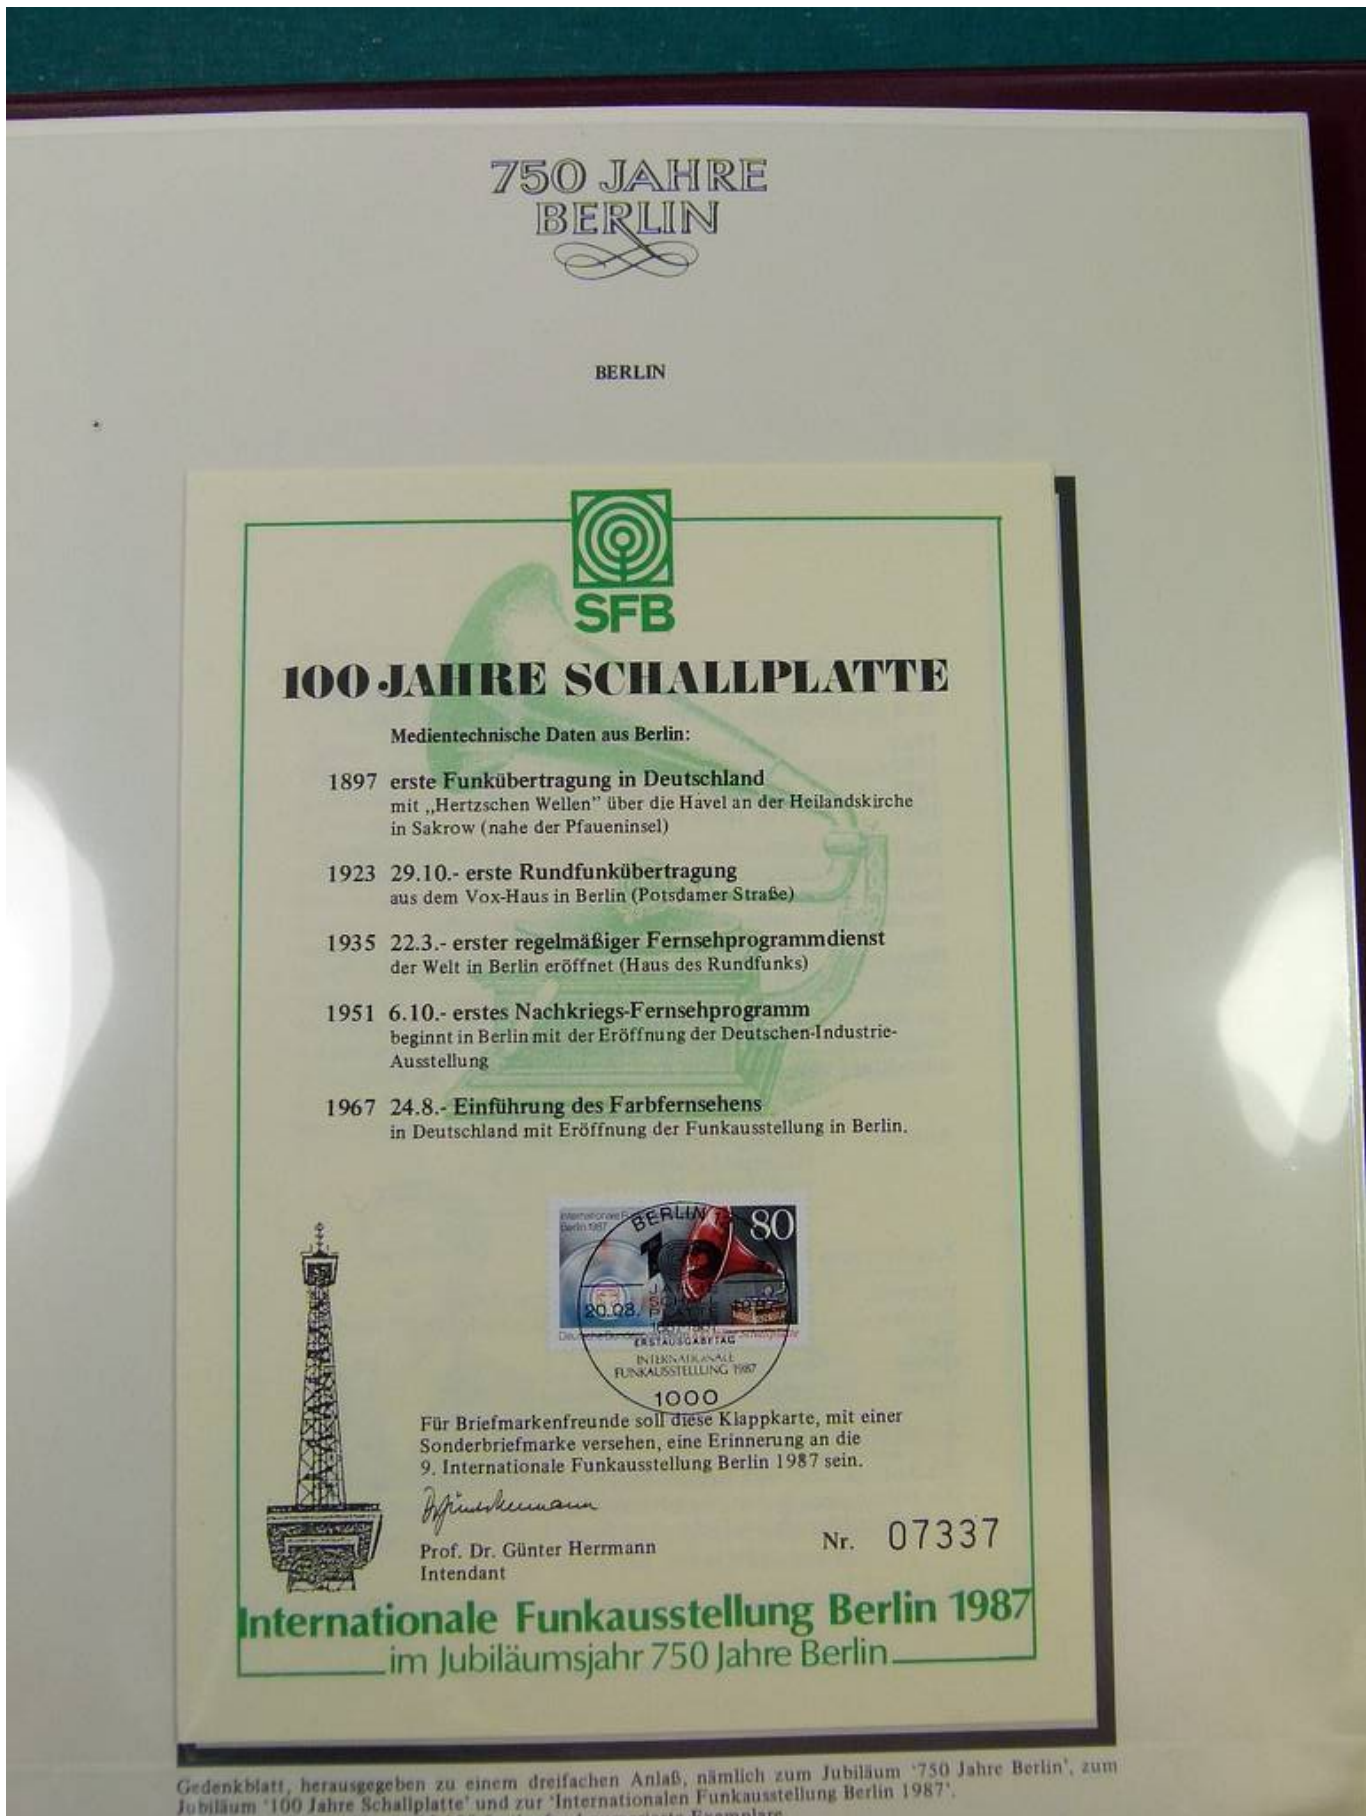 750 JAHRE
BERLIN
BERLIN
SFB
100 JAHRE SCHALLPLATTE
Medientechnische Daten aus Berlin:
1897 erste Funkübertragung in Deutschland
mit „Hertzschen Wellen” über die Havel an der Heilandskirche
in Sakrow (nahe der Pfaueninsel)
1923 29.10.- erste Rundfunkübertragung
aus dem Vox-Haus in Berlin (Potsdamer Straße)
1935 22.3.- erster regelmäßiger Fernsehprogrammdienst
der Welt in Berlin eröffnet (Haus des Rundfunks)
1951 6.10.- erstes Nachkriegs-Fernsehprogramm
beginnt in Berlin mit der Eröffnung der Deutschen-Industrie-
Ausstellung
1967 24.8.- Einführung des Farbfernsehens
in Deutschland mit Eröffnung der Funkausstellung in Berlin.
Internationale
Berlin 1987
80
BERLIN
JAHRE
SCHALL
20.08.
PLATTE
ERSTAUSGABETAG
INTERNATIONALE
FUNKAUSSTELLUNG 1987
1000
Für Briefmarkenfreunde soll diese Klappkarte, mit einer
Sonderbriefmarke versehen, eine Erinnerung an die
9. Internationale Funkausstellung Berlin 1987 sein.
Prof. Dr. Günter Herrmann
Intendant
Nr. 07337
Internationale Funkausstellung Berlin 1987
im Jubiläumsjahr 750 Jahre Berlin
Gedenkblatt, herausgegeben zu einem dreifachen Anlaß, nämlich zum Jubiläum '750 Jahre Berlin', zum
Jubiläum '100 Jahre Schallplatte' und zur 'Internationalen Funkausstellung Berlin 1987'.